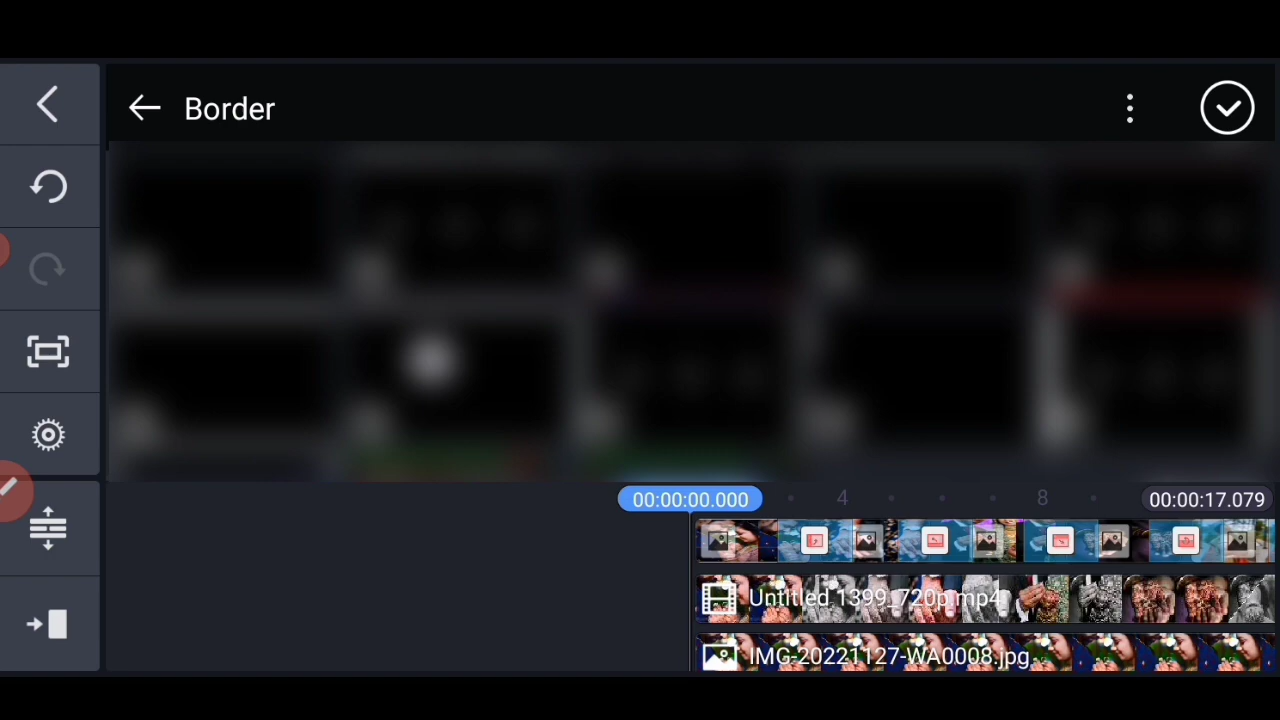 Border
00:00:00.000
4
8
00:00:17.079
Untitled 1399_720p.mp4
IMG-20221127-WA0008.jpg